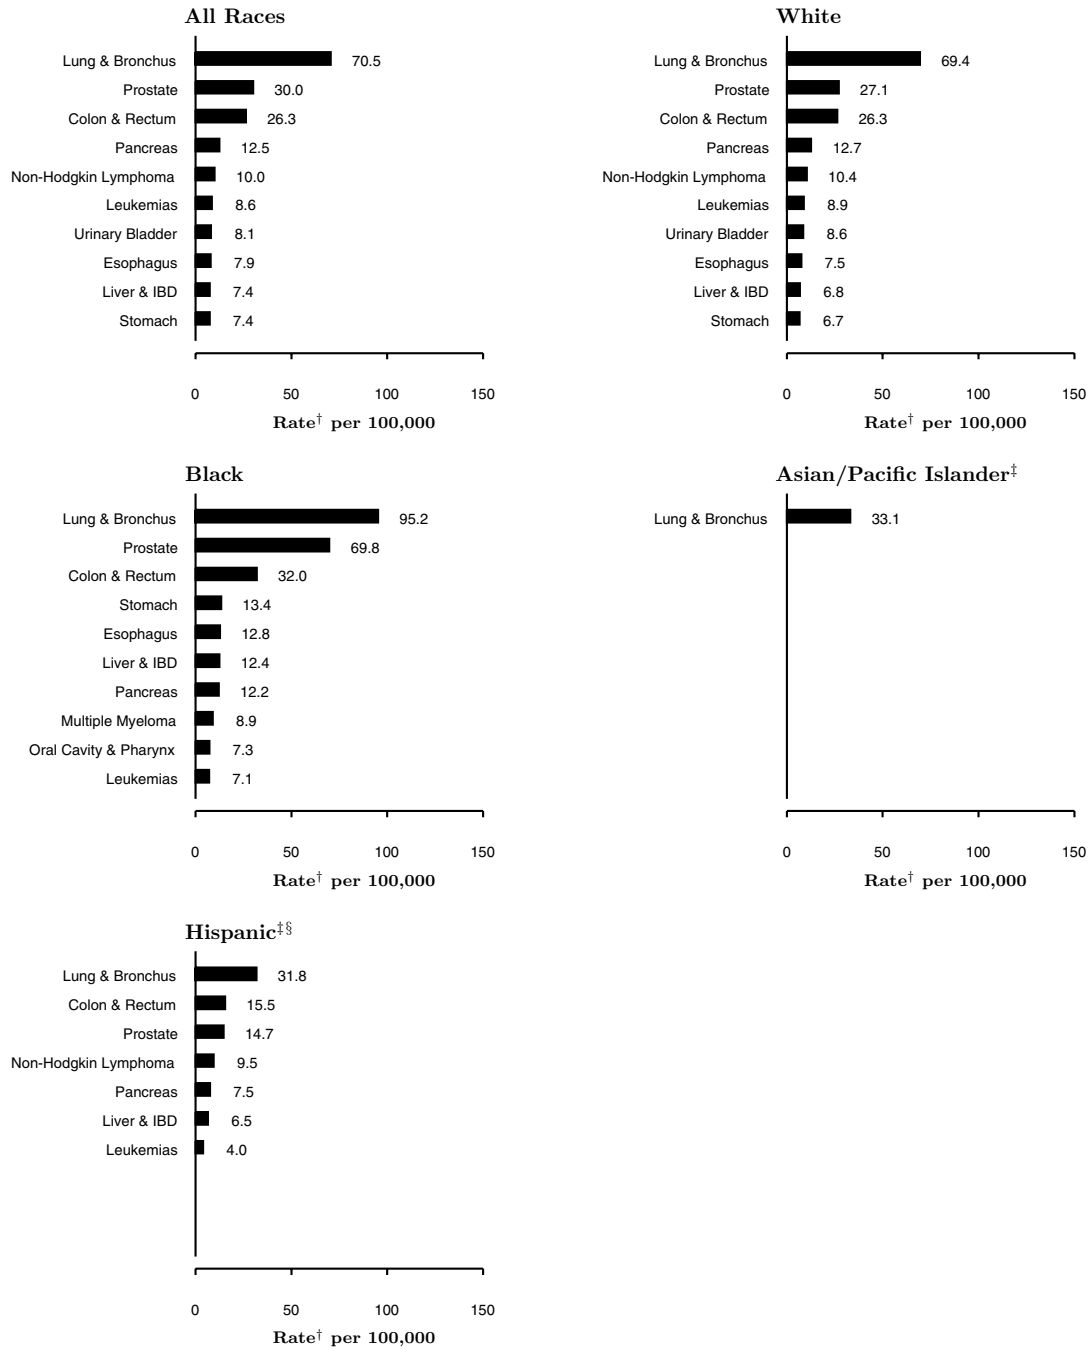 All Races
Lung & Bronchus 70.5
Prostate 30.0
Colon & Rectum 26.3
Pancreas 12.5
Non-Hodgkin Lymphoma 10.0
Leukemias 8.6
Urinary Bladder 8.1
Esophagus 7.9
Liver & IBD 7.4
Stomach 7.4
0 50 100 150
Rate† per 100,000
White
Lung & Bronchus 69.4
Prostate 27.1
Colon & Rectum 26.3
Pancreas 12.7
Non-Hodgkin Lymphoma 10.4
Leukemias 8.9
Urinary Bladder 8.6
Esophagus 7.5
Liver & IBD 6.8
Stomach 6.7
0 50 100 150
Rate† per 100,000
Black
Lung & Bronchus 95.2
Prostate 69.8
Colon & Rectum 32.0
Stomach 13.4
Esophagus 12.8
Liver & IBD 12.4
Pancreas 12.2
Multiple Myeloma 8.9
Oral Cavity & Pharynx 7.3
Leukemias 7.1
0 50 100 150
Rate† per 100,000
Asian/Pacific Islander‡
Lung & Bronchus 33.1
0 50 100 150
Rate† per 100,000
Hispanic‡§
Lung & Bronchus 31.8
Colon & Rectum 15.5
Prostate 14.7
Non-Hodgkin Lymphoma 9.5
Pancreas 7.5
Liver & IBD 6.5
Leukemias 4.0
0 50 100 150
Rate† per 100,000